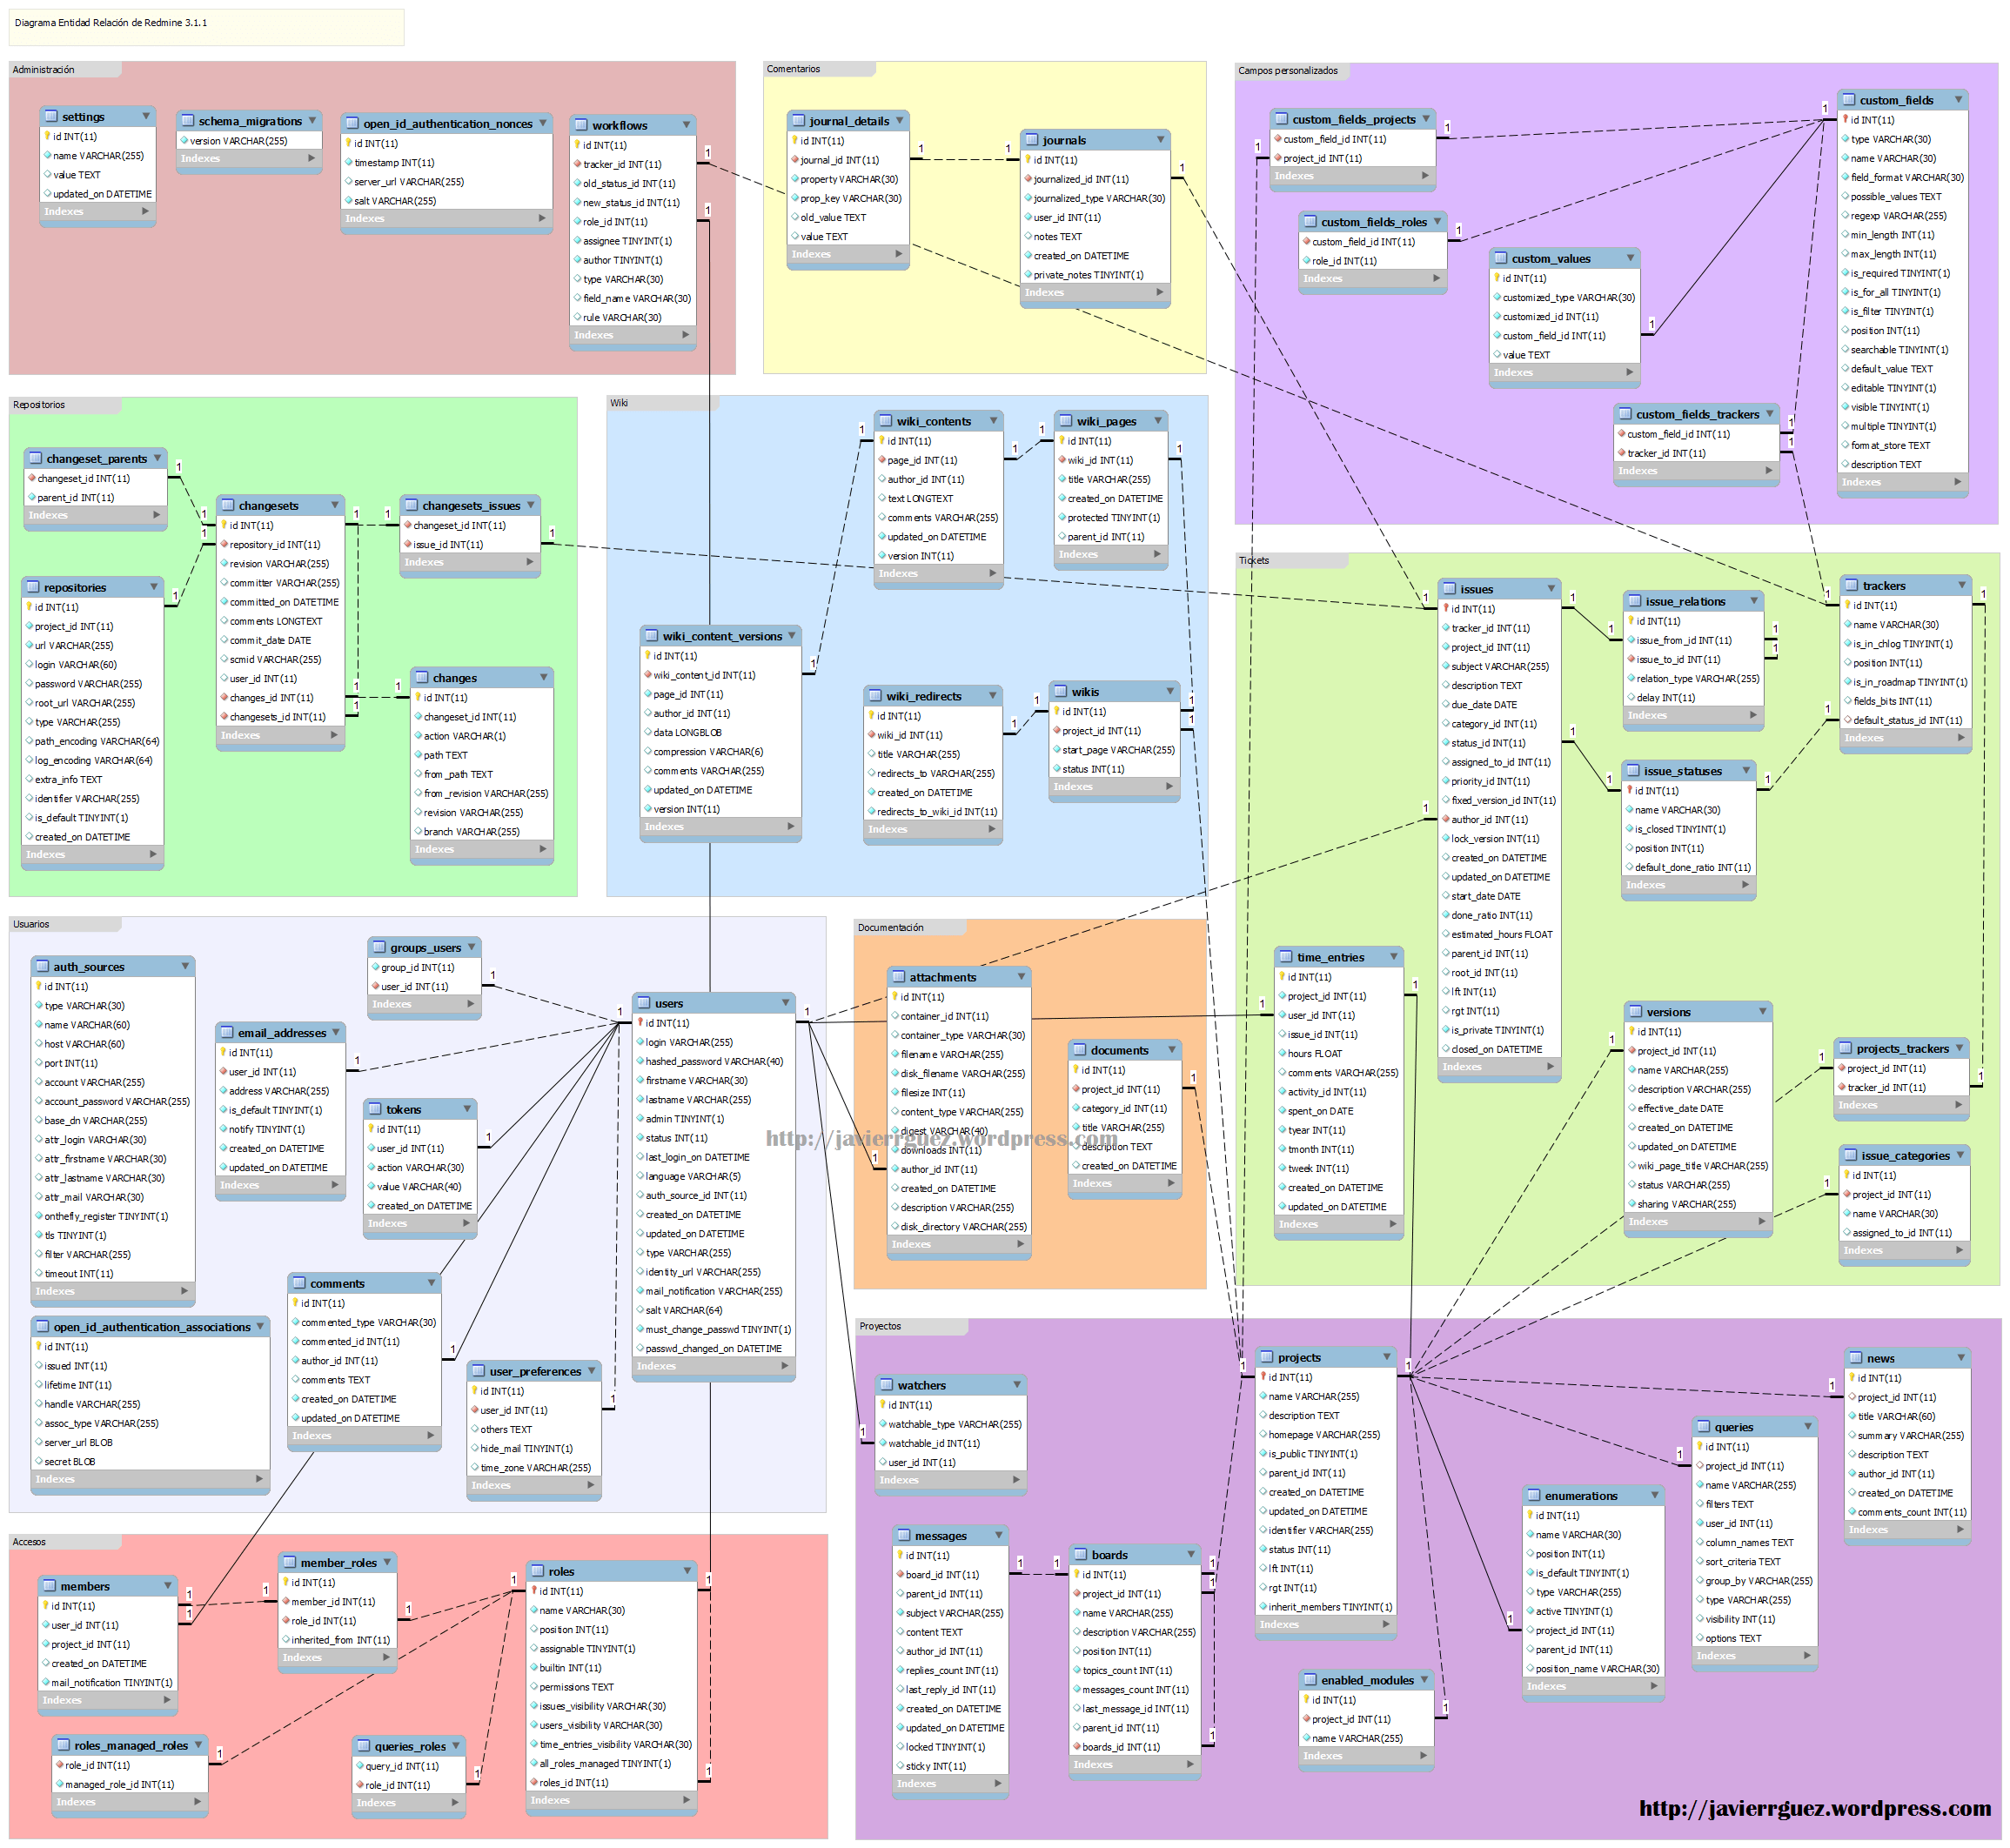 Diagrama Entidad Relación de Redmine 3.1.1
Administración
settings
id INT(11)
name VARCHAR(255)
value TEXT
updated_on DATETIME
Indexes
schema_migrations
version VARCHAR(255)
Indexes
open_id_authentication_nonces
id INT(11)
timestamp INT(11)
server_url VARCHAR(255)
salt VARCHAR(255)
Indexes
workflows
id INT(11)
tracker_id INT(11)
old_status_id INT(11)
new_status_id INT(11)
role_id INT(11)
assignee TINYINT(1)
author TINYINT(1)
type VARCHAR(30)
field_name VARCHAR(30)
rule VARCHAR(30)
Indexes
Comentarios
journal_details
id INT(11)
journal_id INT(11)
property VARCHAR(30)
prop_key VARCHAR(30)
old_value TEXT
value TEXT
Indexes
journals
id INT(11)
journalized_id INT(11)
journalized_type VARCHAR(30)
user_id INT(11)
notes TEXT
created_on DATETIME
private_notes TINYINT(1)
Indexes
Campos personalizados
custom_fields_projects
custom_field_id INT(11)
project_id INT(11)
Indexes
custom_fields_roles
custom_field_id INT(11)
role_id INT(11)
Indexes
custom_values
id INT(11)
customized_type VARCHAR(30)
customized_id INT(11)
custom_field_id INT(11)
value TEXT
Indexes
custom_fields_trackers
custom_field_id INT(11)
tracker_id INT(11)
Indexes
custom_fields
id INT(11)
type VARCHAR(30)
name VARCHAR(30)
field_format VARCHAR(30)
possible_values TEXT
regexp VARCHAR(255)
min_length INT(11)
max_length INT(11)
is_required TINYINT(1)
is_for_all TINYINT(1)
is_filter TINYINT(1)
position INT(11)
searchable TINYINT(1)
default_value TEXT
editable TINYINT(1)
visible TINYINT(1)
multiple TINYINT(1)
format_store TEXT
description TEXT
Indexes
Repositorios
changeset_parents
changeset_id INT(11)
parent_id INT(11)
Indexes
repositories
id INT(11)
project_id INT(11)
url VARCHAR(255)
login VARCHAR(60)
password VARCHAR(255)
root_url VARCHAR(255)
type VARCHAR(255)
path_encoding VARCHAR(64)
log_encoding VARCHAR(64)
extra_info TEXT
identifier VARCHAR(255)
is_default TINYINT(1)
created_on DATETIME
Indexes
changesets
id INT(11)
repository_id INT(11)
revision VARCHAR(255)
committer VARCHAR(255)
committed_on DATETIME
comments LONGTEXT
commit_date DATE
scmid VARCHAR(255)
user_id INT(11)
changes_id INT(11)
changesets_id INT(11)
Indexes
changesets_issues
changeset_id INT(11)
issue_id INT(11)
Indexes
changes
id INT(11)
changeset_id INT(11)
action VARCHAR(1)
path TEXT
from_path TEXT
from_revision VARCHAR(255)
revision VARCHAR(255)
branch VARCHAR(255)
Indexes
Wiki
wiki_contents
id INT(11)
page_id INT(11)
author_id INT(11)
text LONGTEXT
comments VARCHAR(255)
updated_on DATETIME
version INT(11)
Indexes
wiki_pages
id INT(11)
wiki_id INT(11)
title VARCHAR(255)
created_on DATETIME
protected TINYINT(1)
parent_id INT(11)
Indexes
wiki_content_versions
id INT(11)
wiki_content_id INT(11)
page_id INT(11)
author_id INT(11)
data LONGBLOB
compression VARCHAR(6)
comments VARCHAR(255)
updated_on DATETIME
version INT(11)
Indexes
wiki_redirects
id INT(11)
wiki_id INT(11)
title VARCHAR(255)
redirects_to VARCHAR(255)
created_on DATETIME
redirects_to_wiki_id INT(11)
Indexes
wikis
id INT(11)
project_id INT(11)
start_page VARCHAR(255)
status INT(11)
Indexes
Tickets
issues
id INT(11)
tracker_id INT(11)
project_id INT(11)
subject VARCHAR(255)
description TEXT
due_date DATE
category_id INT(11)
status_id INT(11)
assigned_to_id INT(11)
priority_id INT(11)
fixed_version_id INT(11)
author_id INT(11)
lock_version INT(11)
created_on DATETIME
updated_on DATETIME
start_date DATE
done_ratio INT(11)
estimated_hours FLOAT
parent_id INT(11)
root_id INT(11)
lft INT(11)
rgt INT(11)
is_private TINYINT(1)
closed_on DATETIME
Indexes
issue_relations
id INT(11)
issue_from_id INT(11)
issue_to_id INT(11)
relation_type VARCHAR(255)
delay INT(11)
Indexes
trackers
id INT(11)
name VARCHAR(30)
is_in_chlog TINYINT(1)
position INT(11)
is_in_roadmap TINYINT(1)
fields_bits INT(11)
default_status_id INT(11)
Indexes
issue_statuses
id INT(11)
name VARCHAR(30)
is_closed TINYINT(1)
position INT(11)
default_done_ratio INT(11)
Indexes
time_entries
id INT(11)
project_id INT(11)
user_id INT(11)
issue_id INT(11)
hours FLOAT
comments VARCHAR(255)
activity_id INT(11)
spent_on DATE
tyear INT(11)
tmonth INT(11)
tweek INT(11)
created_on DATETIME
updated_on DATETIME
Indexes
versions
id INT(11)
project_id INT(11)
name VARCHAR(255)
description VARCHAR(255)
effective_date DATE
created_on DATETIME
updated_on DATETIME
wiki_page_title VARCHAR(255)
status VARCHAR(255)
sharing VARCHAR(255)
Indexes
projects_trackers
project_id INT(11)
tracker_id INT(11)
Indexes
issue_categories
id INT(11)
project_id INT(11)
name VARCHAR(30)
assigned_to_id INT(11)
Indexes
Usuarios
auth_sources
id INT(11)
type VARCHAR(30)
name VARCHAR(60)
host VARCHAR(60)
port INT(11)
account VARCHAR(255)
account_password VARCHAR(255)
base_dn VARCHAR(255)
attr_login VARCHAR(30)
attr_firstname VARCHAR(30)
attr_lastname VARCHAR(30)
attr_mail VARCHAR(30)
onthefly_register TINYINT(1)
tls TINYINT(1)
filter VARCHAR(255)
timeout INT(11)
Indexes
groups_users
group_id INT(11)
user_id INT(11)
Indexes
email_addresses
id INT(11)
user_id INT(11)
address VARCHAR(255)
is_default TINYINT(1)
notify TINYINT(1)
created_on DATETIME
updated_on DATETIME
Indexes
tokens
id INT(11)
user_id INT(11)
action VARCHAR(30)
value VARCHAR(40)
created_on DATETIME
Indexes
users
id INT(11)
login VARCHAR(255)
hashed_password VARCHAR(40)
firstname VARCHAR(30)
lastname VARCHAR(255)
admin TINYINT(1)
status INT(11)
last_login_on DATETIME
language VARCHAR(5)
auth_source_id INT(11)
created_on DATETIME
updated_on DATETIME
type VARCHAR(255)
identity_url VARCHAR(255)
mail_notification VARCHAR(255)
salt VARCHAR(64)
must_change_passwd TINYINT(1)
passwd_changed_on DATETIME
Indexes
comments
id INT(11)
commented_type VARCHAR(30)
commented_id INT(11)
author_id INT(11)
comments TEXT
created_on DATETIME
updated_on DATETIME
Indexes
open_id_authentication_associations
id INT(11)
issued INT(11)
lifetime INT(11)
handle VARCHAR(255)
assoc_type VARCHAR(255)
server_url BLOB
secret BLOB
Indexes
user_preferences
id INT(11)
user_id INT(11)
others TEXT
hide_mail TINYINT(1)
time_zone VARCHAR(255)
Indexes
Documentación
attachments
id INT(11)
container_id INT(11)
container_type VARCHAR(30)
filename VARCHAR(255)
disk_filename VARCHAR(255)
filesize INT(11)
content_type VARCHAR(255)
digest VARCHAR(40)
downloads INT(11)
author_id INT(11)
created_on DATETIME
description VARCHAR(255)
disk_directory VARCHAR(255)
Indexes
documents
id INT(11)
project_id INT(11)
category_id INT(11)
title VARCHAR(255)
description TEXT
created_on DATETIME
Indexes
http://javierrguez.wordpress.com
Accesos
members
id INT(11)
user_id INT(11)
project_id INT(11)
created_on DATETIME
mail_notification TINYINT(1)
Indexes
member_roles
id INT(11)
member_id INT(11)
role_id INT(11)
inherited_from INT(11)
Indexes
roles
id INT(11)
name VARCHAR(30)
position INT(11)
assignable TINYINT(1)
builtin INT(11)
permissions TEXT
issues_visibility VARCHAR(30)
users_visibility VARCHAR(30)
time_entries_visibility VARCHAR(30)
all_roles_managed TINYINT(1)
roles_id INT(11)
Indexes
roles_managed_roles
role_id INT(11)
managed_role_id INT(11)
Indexes
queries_roles
query_id INT(11)
role_id INT(11)
Indexes
Proyectos
watchers
id INT(11)
watchable_type VARCHAR(255)
watchable_id INT(11)
user_id INT(11)
Indexes
messages
id INT(11)
board_id INT(11)
parent_id INT(11)
subject VARCHAR(255)
content TEXT
author_id INT(11)
replies_count INT(11)
last_reply_id INT(11)
created_on DATETIME
updated_on DATETIME
locked TINYINT(1)
sticky INT(11)
Indexes
boards
id INT(11)
project_id INT(11)
name VARCHAR(255)
description VARCHAR(255)
position INT(11)
topics_count INT(11)
messages_count INT(11)
last_message_id INT(11)
parent_id INT(11)
boards_id INT(11)
Indexes
projects
id INT(11)
name VARCHAR(255)
description TEXT
homepage VARCHAR(255)
is_public TINYINT(1)
parent_id INT(11)
created_on DATETIME
updated_on DATETIME
identifier VARCHAR(255)
status INT(11)
lft INT(11)
rgt INT(11)
inherit_members TINYINT(1)
Indexes
enabled_modules
id INT(11)
project_id INT(11)
name VARCHAR(255)
Indexes
enumerations
id INT(11)
name VARCHAR(30)
position INT(11)
is_default TINYINT(1)
type VARCHAR(255)
active TINYINT(1)
project_id INT(11)
parent_id INT(11)
position_name VARCHAR(30)
Indexes
queries
id INT(11)
project_id INT(11)
name VARCHAR(255)
filters TEXT
user_id INT(11)
column_names TEXT
sort_criteria TEXT
group_by VARCHAR(255)
type VARCHAR(255)
visibility INT(11)
options TEXT
Indexes
news
id INT(11)
project_id INT(11)
title VARCHAR(60)
summary VARCHAR(255)
description TEXT
author_id INT(11)
created_on DATETIME
comments_count INT(11)
Indexes
http://javierrguez.wordpress.com